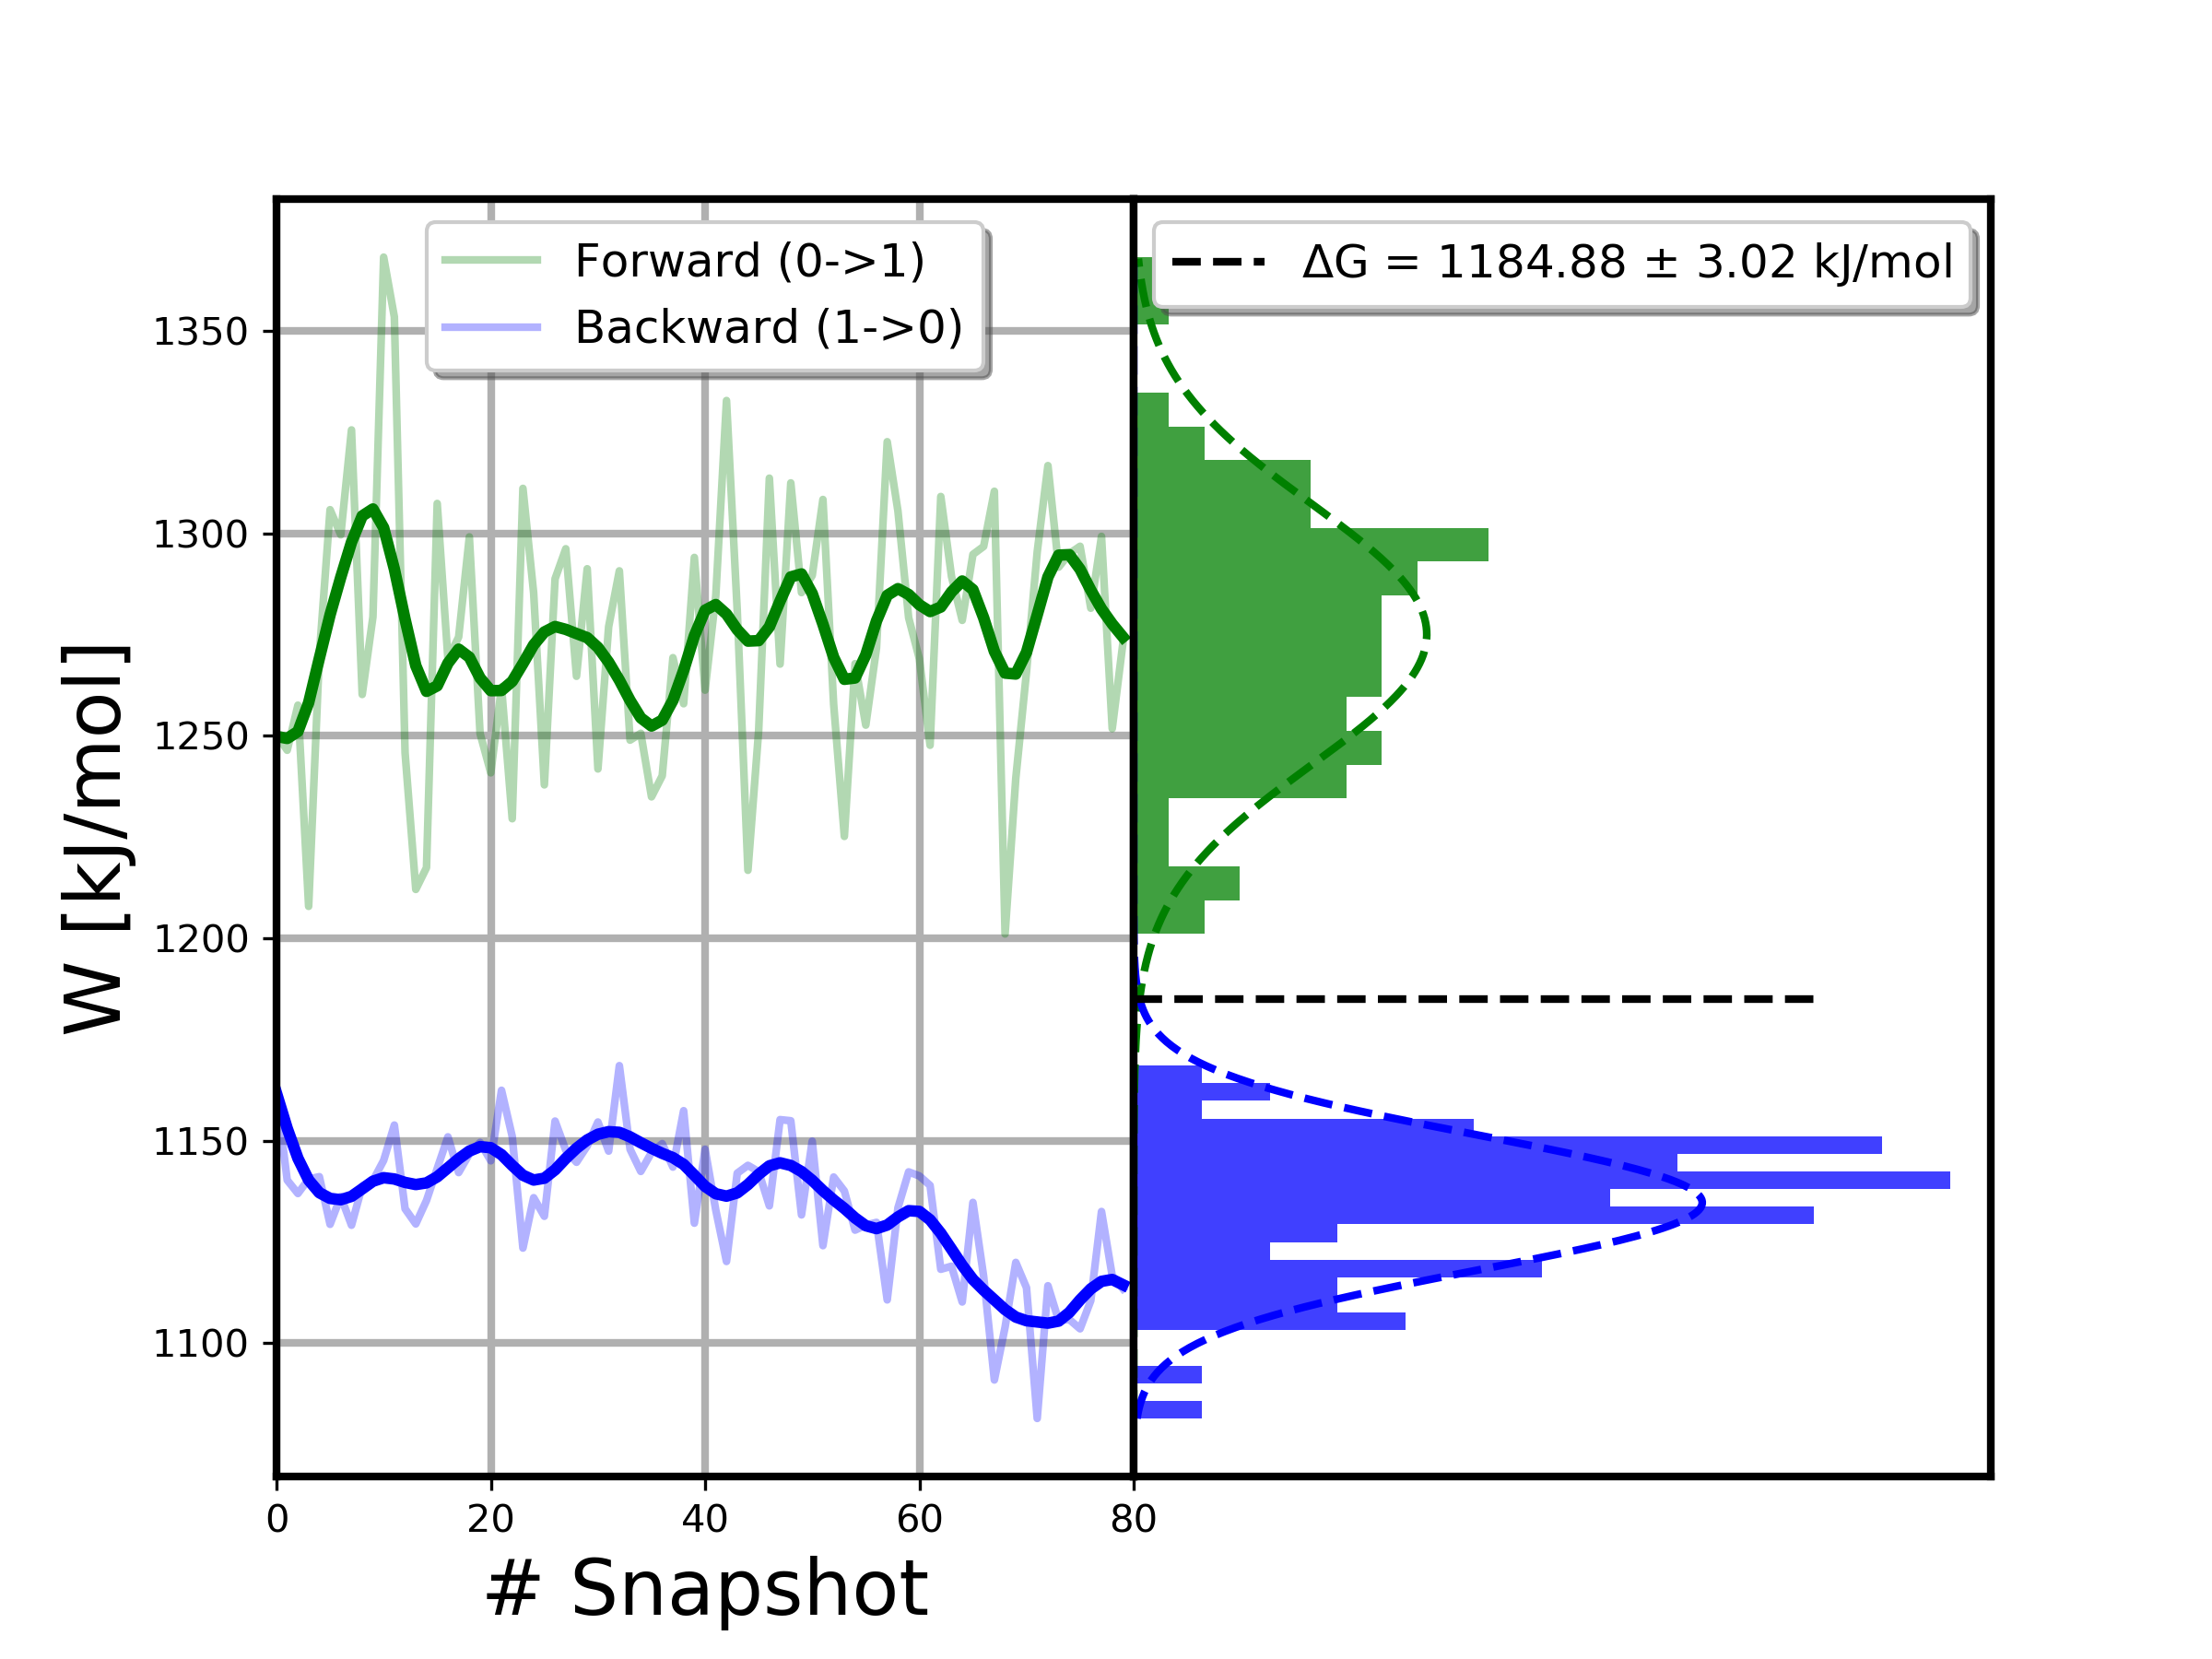 Forward (0->1)
Backward (1->0)
ΔG = 1184.88 ± 3.02 kJ/mol
W [kJ/mol]
1350
1300
1250
1200
1150
1100
0 20 40 60 80
# Snapshot